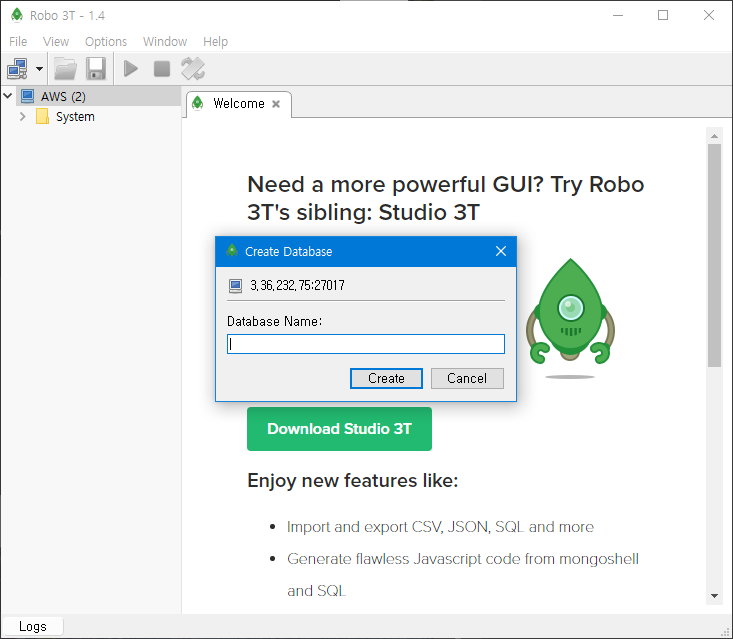 Robo 3T - 1.4
File View Options Window Help
AWS (2)
System
Welcome
Need a more powerful GUI? Try Robo
3T's sibling: Studio 3T
Create Database
3,36,232,75:27017
Database Name:
Create Cancel
Download Studio 3T
Enjoy new features like:
• Import and export CSV, JSON, SQL and more
• Generate flawless Javascript code from mongoshell
and SQL
Logs